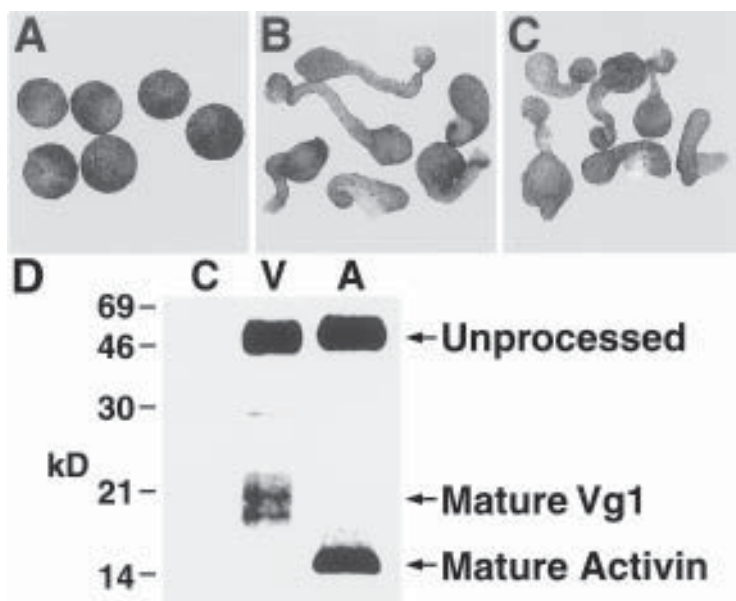 A B C
D C V A
69
46 Unprocessed
30
kD
21 Mature Vg1
14 Mature Activin